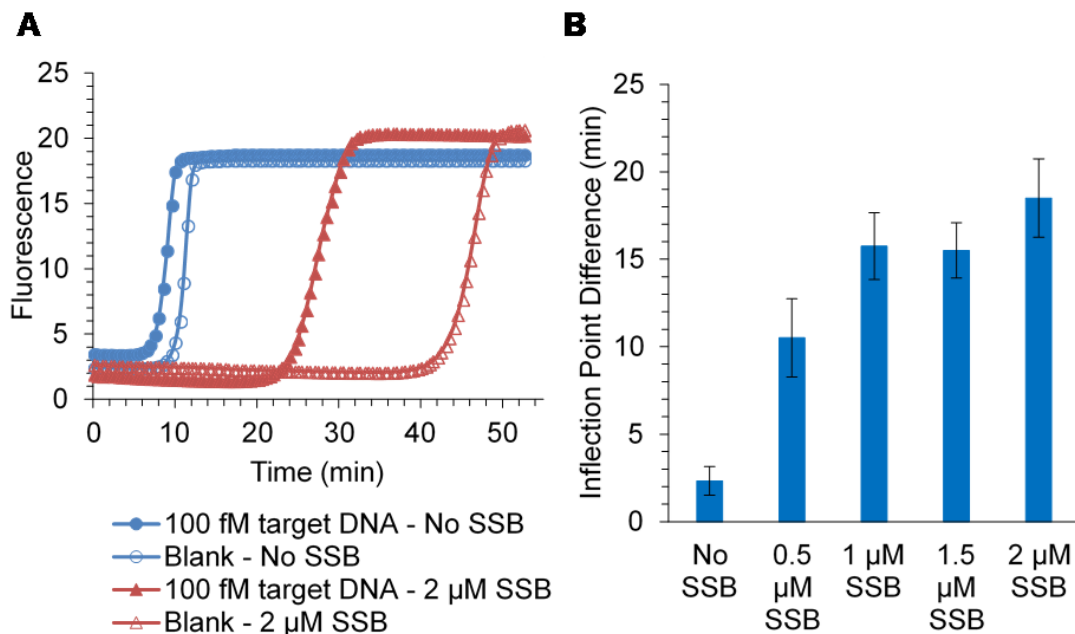 A
25
20
15
10
5
0
Fluorescence
0 10 20 30 40 50
Time (min)
100 fM target DNA - No SSB
Blank - No SSB
100 fM target DNA - 2 µM SSB
Blank - 2 µM SSB
B
25
20
15
10
5
0
Inflection Point Difference (min)
No
SSB
0.5
µM
SSB
1 µM
SSB
1.5
µM
SSB
2 µM
SSB